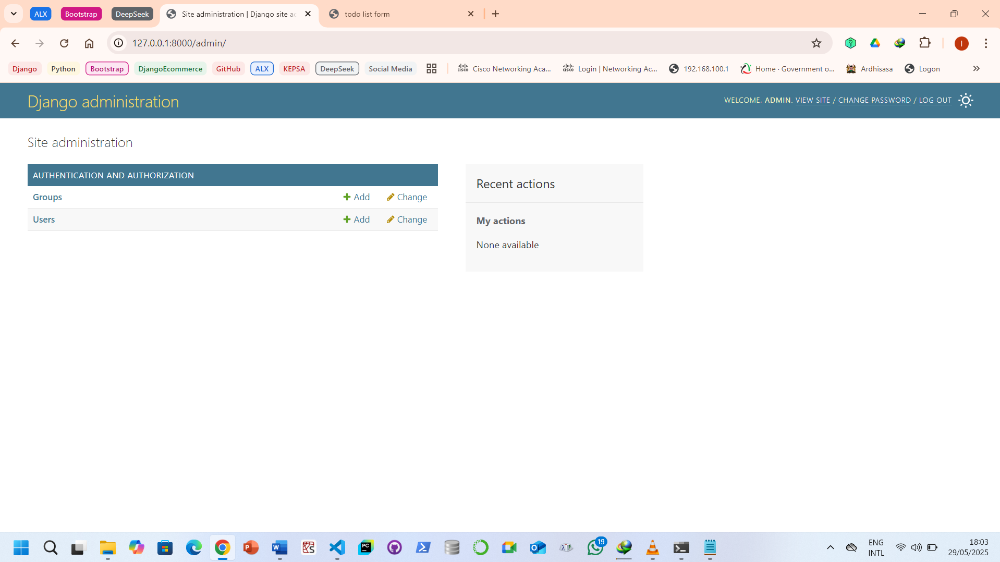 ALX Bootstrap DeepSeek Site administration | Django site ac todo list form
127.0.0.1:8000/admin/ I
Django Python Bootstrap DjangoEcommerce GitHub ALX KEPSA DeepSeek Social Media Cisco Networking Aca... Login | Networking Ac... 192.168.100.1 Home · Government o... Ardhisasa Logon
Django administration
WELCOME, ADMIN. VIEW SITE / CHANGE PASSWORD / LOG OUT
Site administration
AUTHENTICATION AND AUTHORIZATION
Groups Add Change
Users Add Change
Recent actions
My actions
None available
19
ENG
INTL
18:03
29/05/2025